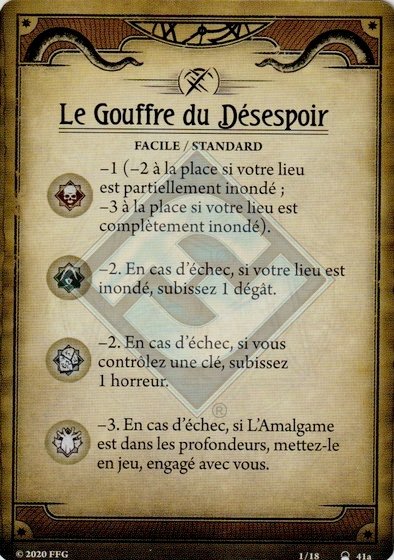 Le Gouffre du Désespoir
FACILE / STANDARD
–1 (–2 à la place si votre lieu
est partiellement inondé ;
–3 à la place si votre lieu est
complètement inondé).
–2. En cas d'échec, si votre lieu est
inondé, subissez 1 dégât.
–2. En cas d'échec, si vous
contrôlez une clé, subissez
1 horreur.
–3. En cas d'échec, si L'Amalgame
est dans les profondeurs, mettez-le
en jeu, engagé avec vous.
®
© 2020 FFG
1/18
41a